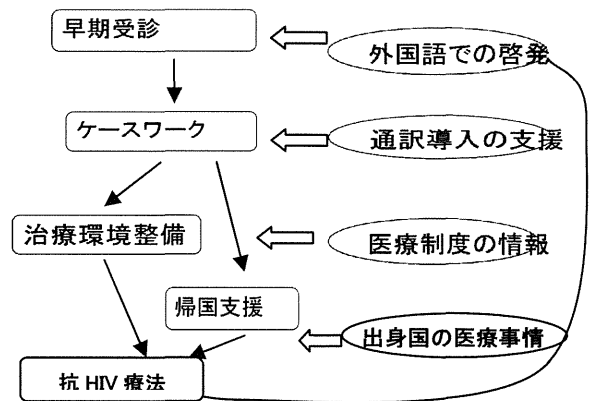 早期受診
外国語での啓発
ケースワーク
通訳導入の支援
治療環境整備
医療制度の情報
帰国支援
出身国の医療事情
抗 HIV 療法